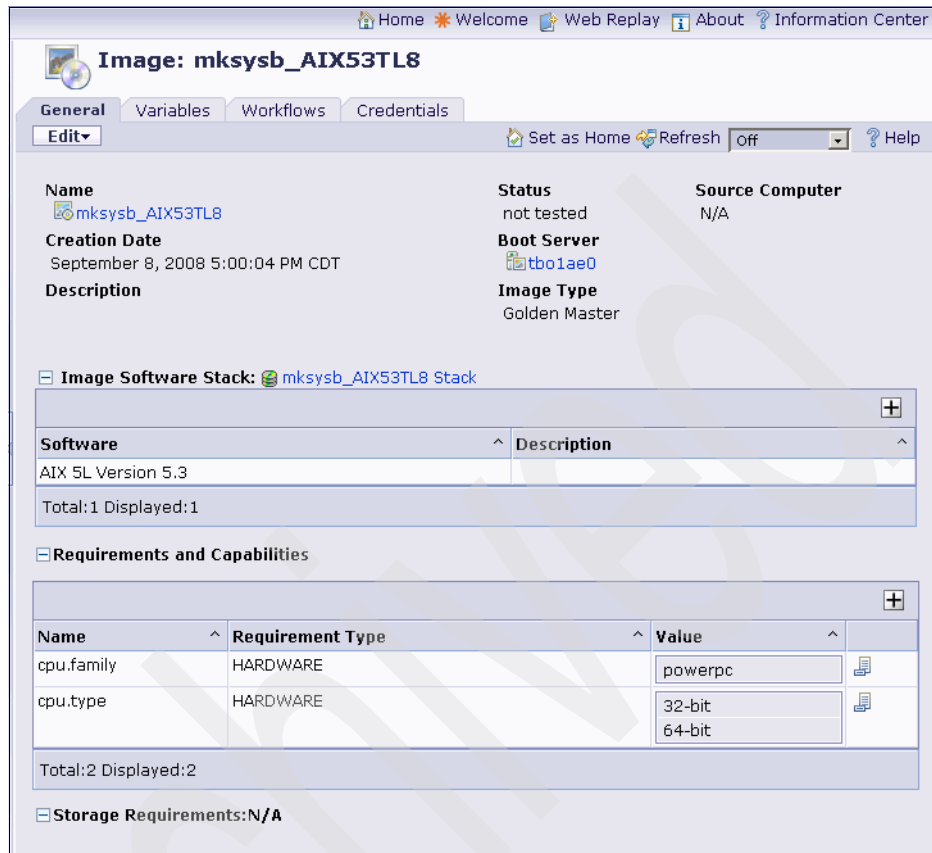 Home Welcome Web Replay About Information Center
Image: mksysb_AIX53TL8
General Variables Workflows Credentials
Edit Set as Home Refresh Off Help
Name Status Source Computer
mksysb_AIX53TL8 not tested N/A
Creation Date Boot Server
September 8, 2008 5:00:04 PM CDT tbo1ae0
Description Image Type
Golden Master
Image Software Stack: mksysb_AIX53TL8 Stack
Software Description
AIX 5L Version 5.3
Total:1 Displayed:1
Requirements and Capabilities
Name Requirement Type Value
cpu.family HARDWARE powerpc
cpu.type HARDWARE 32-bit
64-bit
Total:2 Displayed:2
Storage Requirements:N/A